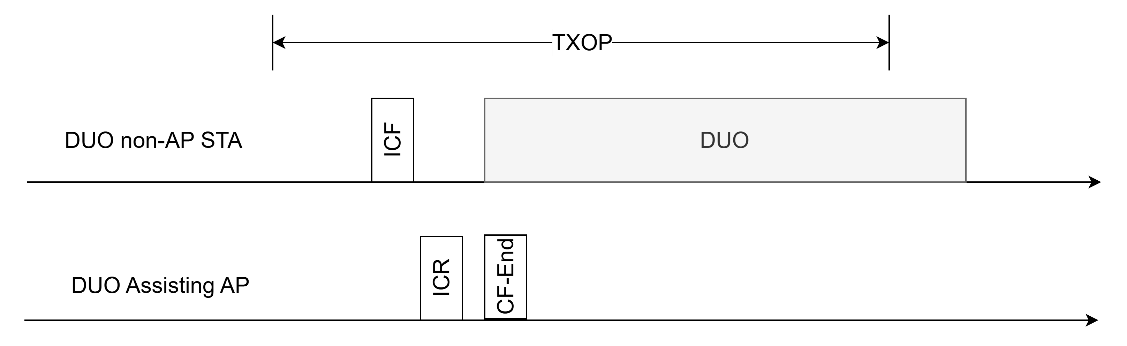 TXOP
DUO non-AP STA
ICF
DUO
DUO Assisting AP
ICR
CF-End